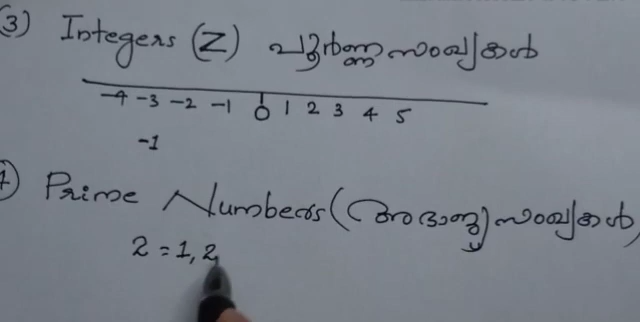 (3) Integers (Z) പൂർണ്ണസംഖ്യകൾ
-4 -3 -2 -1 0 1 2 3 4 5
-1
Prime Numbers (അഭാജ്യസംഖ്യകൾ)
2 = 1, 2